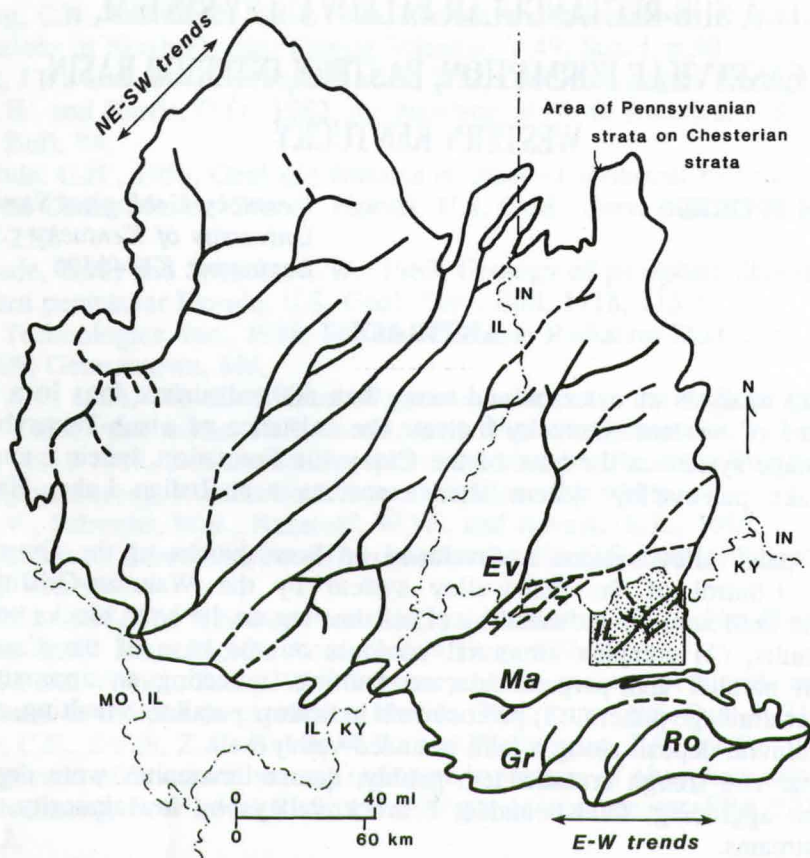 NE-SW trends
Area of Pennsylvanian
strata on Chesterian
strata
IN
IL
N
IN
KY
Ev
IL
Ma
MO IL
IL KY
Gr
Ro
0 40 mi
0 60 km
E-W trends